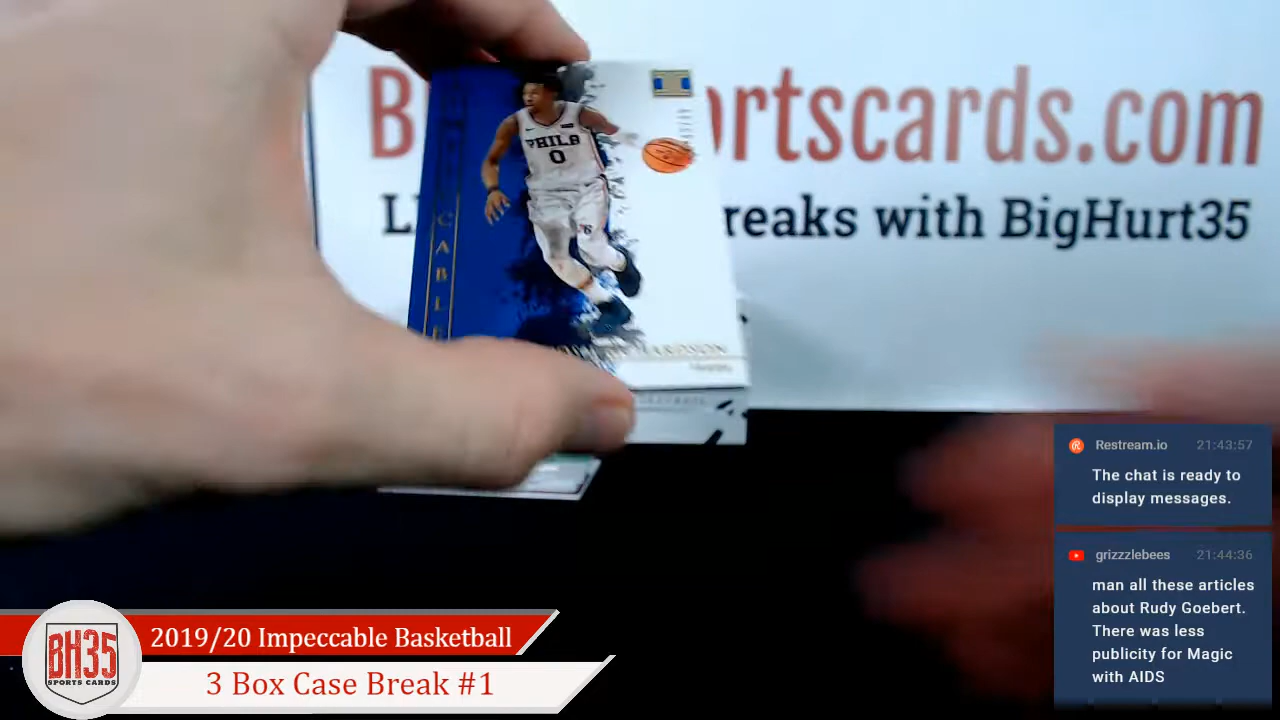 PHILA
0
CABLE
rtscards.com
reaks with BigHurt35
Restream.io 21:43:57
The chat is ready to
display messages.
grizzzlebees 21:44:36
man all these articles
about Rudy Goebert.
There was less
publicity for Magic
with AIDS
BH35
SPORTS CARDS
2019/20 Impeccable Basketball
3 Box Case Break #1